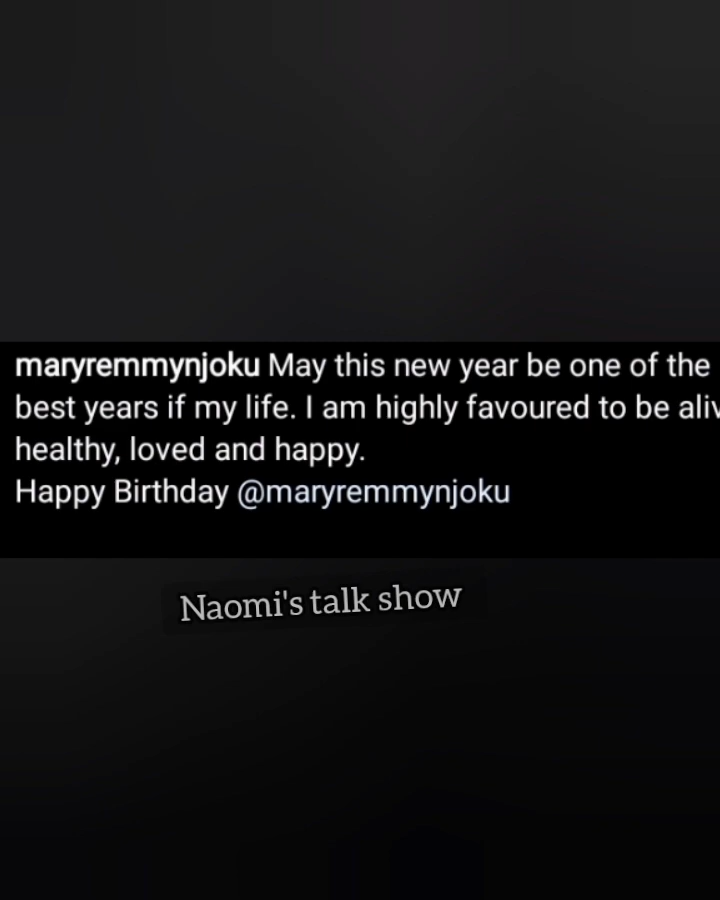 maryremmynjoku May this new year be one of the
best years if my life. I am highly favoured to be
healthy, loved and happy.
Happy Birthday @maryremmynjoku
Naomi's talk show